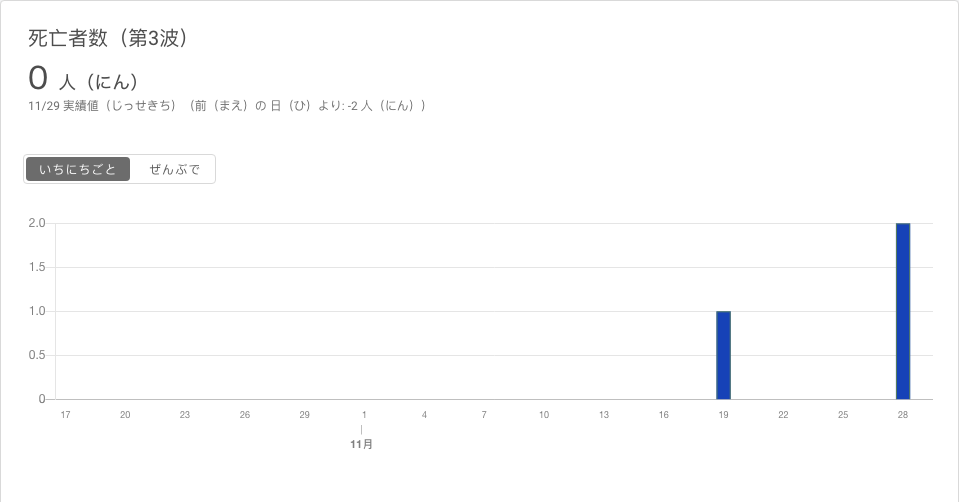 死亡者数（第3波）
0 人（にん）
11/29 実績値（じっせきち）（前（まえ）の 日（ひ）より: -2 人（にん））
いちにちごと ぜんぶで
2.0
1.5
1.0
0.5
0
17 20 23 26 29 1 4 7 10 13 16 19 22 25 28
11月